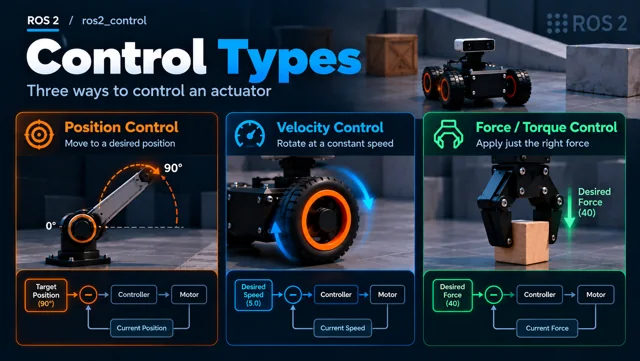 ROS 2 / ros2_control
ROS 2
Control Types
Three ways to control an actuator
Position Control
Move to a desired position
90°
0°
Target
Position
(90°)
−
Controller
Motor
Current Position
Velocity Control
Rotate at a constant speed
Desired
Speed
(5.0)
−
Controller
Motor
Current Speed
Force / Torque Control
Apply just the right force
Desired
Force
(40)
Desired
Force
(40)
−
Controller
Motor
Current Force